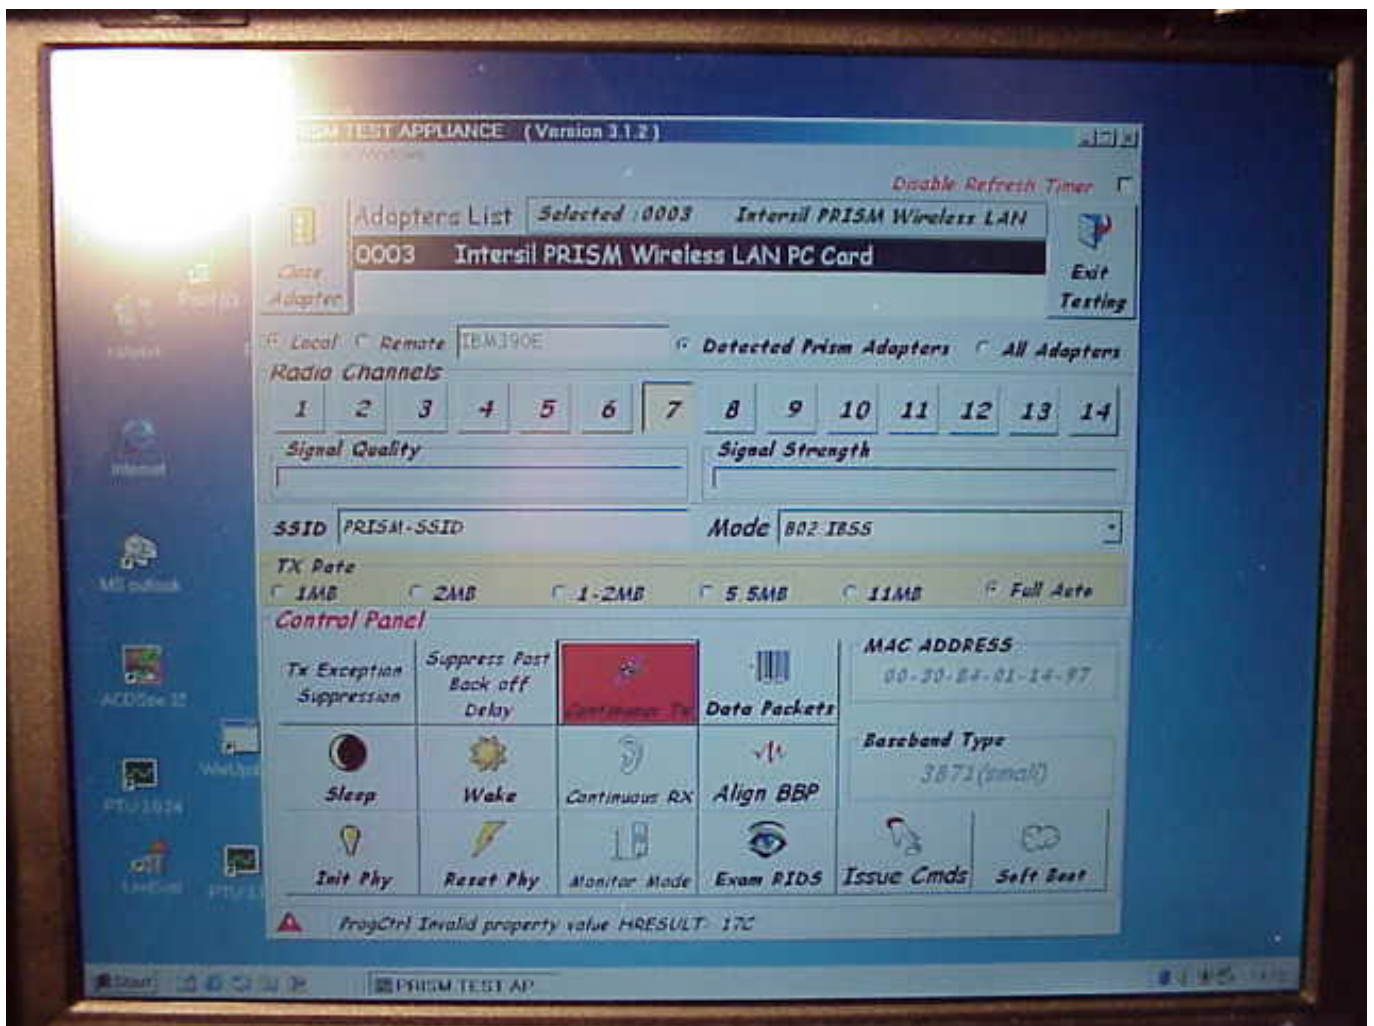 TEST APPLIANCE (Version 3.1.2)
Disable Refresh Timer
Adapters List Selected :0003 Intersil PRISM Wireless LAN
0003 Intersil PRISM Wireless LAN PC Card
Close
Adapter
Exit
Testing
Local Remote IBM390E Detected Prism Adapters All Adapters
Radio Channels
1 2 3 4 5 6 7 8 9 10 11 12 13 14
Signal Quality Signal Strength
Internet
SSID PRISM-SSID Mode 802 IBSS
MS outlook
TX Rate
1MB 2MB 1-2MB 5.5MB 11MB Full Auto
Control Panel
Tx Exception
Suppression
Suppress Post
Back off
Delay
Continuous Tx
Data Packets
MAC ADDRESS
Baseband Type
3871(small)
Sleep Wake Continuous RX Align BBP
Init Phy Reset Phy Monitor Mode Exam RIDS Issue Cmds Soft Boot
ProgCtrl Invalid property value HRESULT: 17C
Start
PRISM TEST AP